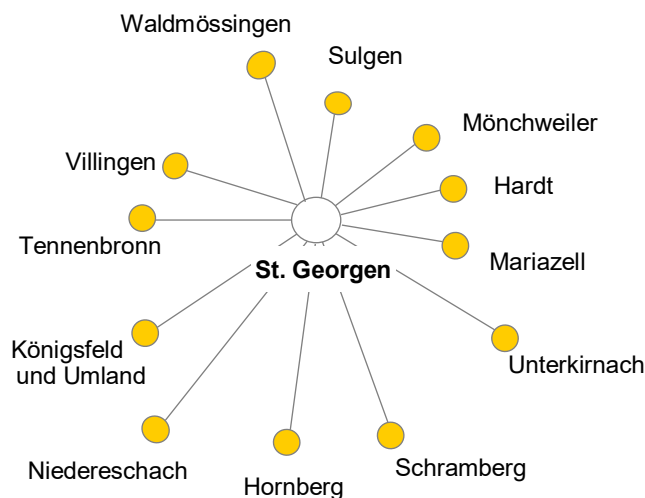 Waldmössingen
Sulgen
Mönchweiler
Villingen
Hardt
Tennenbronn
Mariazell
St. Georgen
Königsfeld
und Umland
Unterkirnach
Niedereschach
Schramberg
Hornberg